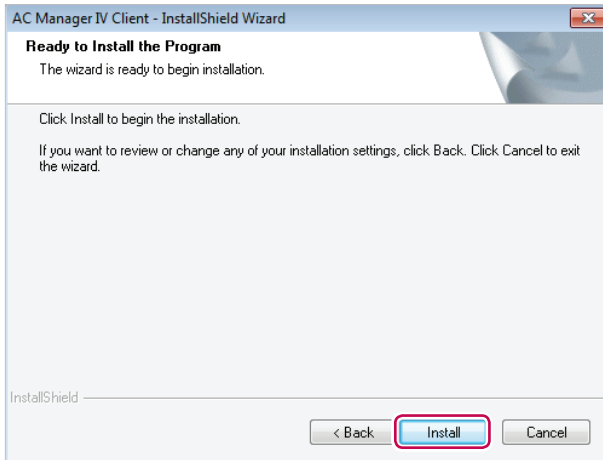 AC Manager IV Client - InstallShield Wizard
Ready to Install the Program
The wizard is ready to begin installation.
Click Install to begin the installation.
If you want to review or change any of your installation settings, click Back. Click Cancel to exit
the wizard.
InstallShield
< Back Install Cancel